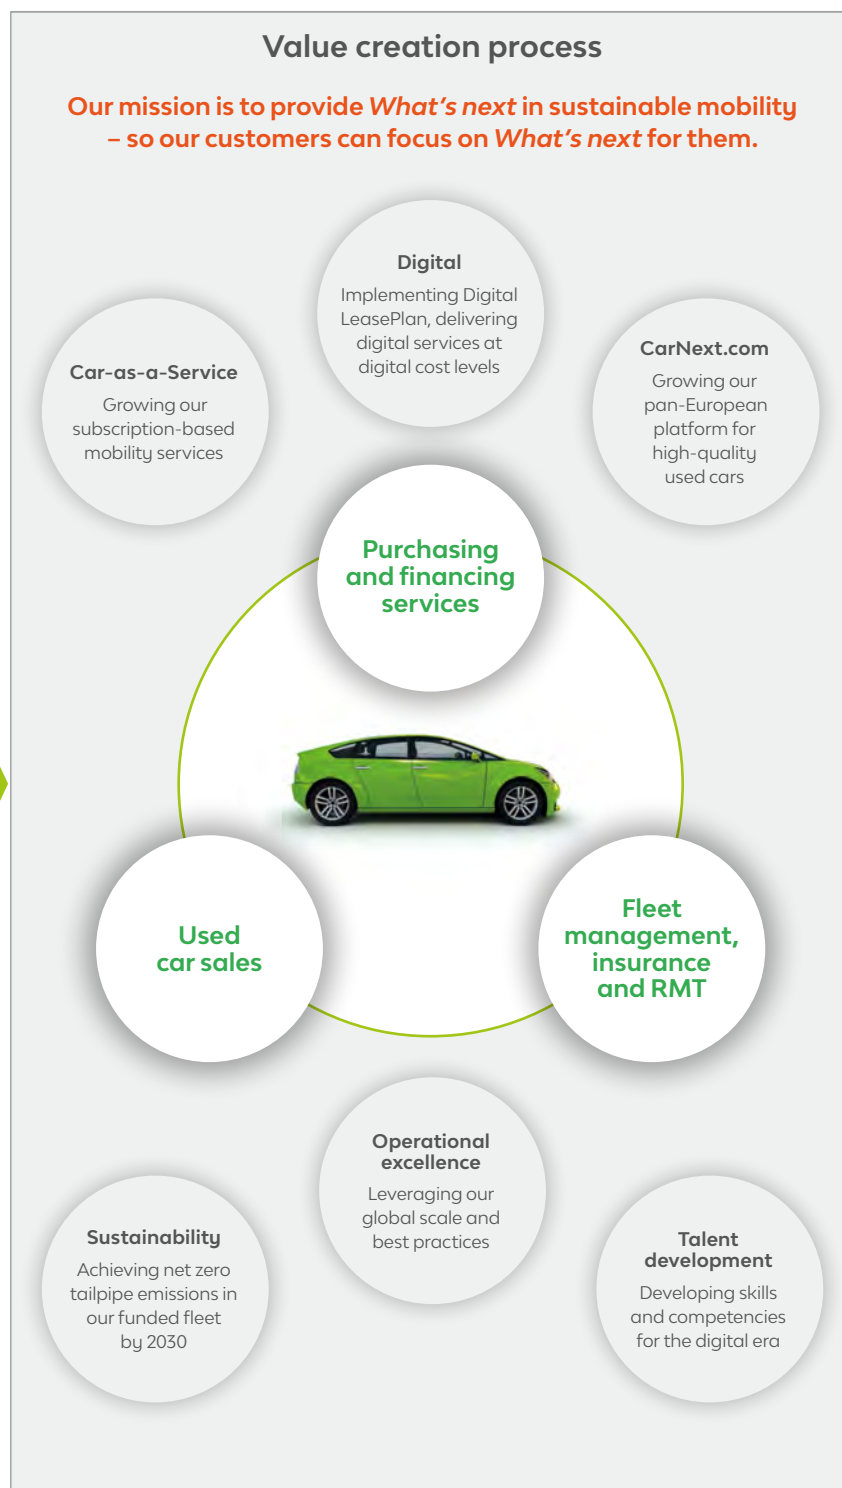 Value creation process
Our mission is to provide What's next in sustainable mobility
– so our customers can focus on What's next for them.
Digital
Implementing Digital
LeasePlan, delivering
digital services at
digital cost levels
Car-as-a-Service
Growing our
subscription-based
mobility services
CarNext.com
Growing our
pan-European
platform for
high-quality
used cars
Purchasing
and financing
services
Used
car sales
Fleet
management,
insurance
and RMT
Operational
excellence
Leveraging our
global scale and
best practices
Sustainability
Achieving net zero
tailpipe emissions in
our funded fleet
by 2030
Talent
development
Developing skills
and competencies
for the digital era